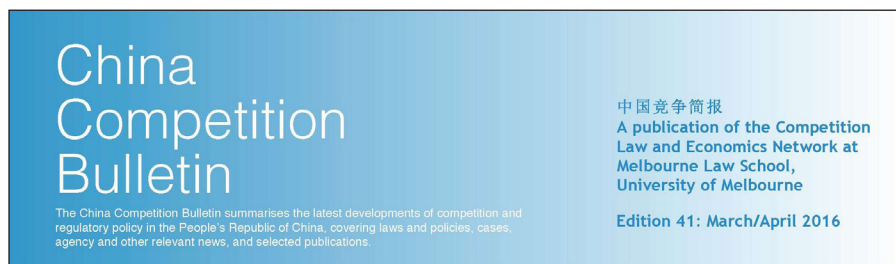 China
Competition
Bulletin
The China Competition Bulletin summarises the latest developments of competition and
regulatory policy in the People's Republic of China, covering laws and policies, cases,
agency and other relevant news, and selected publications.
中国竞争简报
A publication of the Competition
Law and Economics Network at
Melbourne Law School,
University of Melbourne
Edition 41: March/April 2016